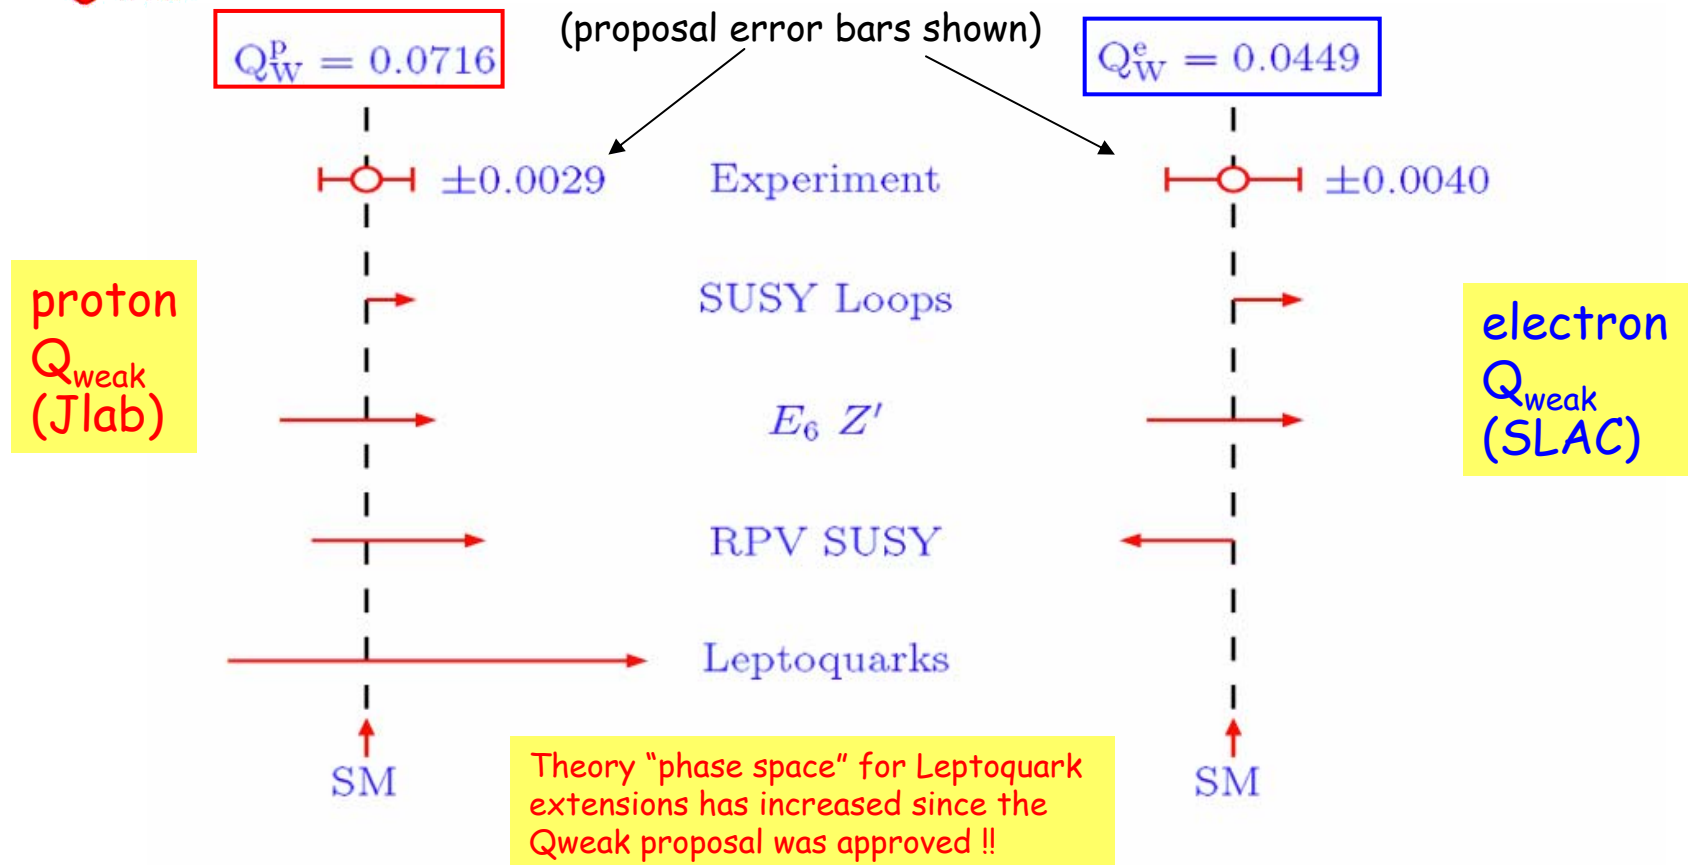 (proposal error bars shown)
Q_W^p = 0.0716
Q_W^e = 0.0449
±0.0029
Experiment
±0.0040
SUSY Loops
proton
Q_weak
(Jlab)
electron
Q_weak
(SLAC)
E_6 Z′
RPV SUSY
Leptoquarks
SM
SM
Theory “phase space” for Leptoquark
extensions has increased since the
Qweak proposal was approved !!